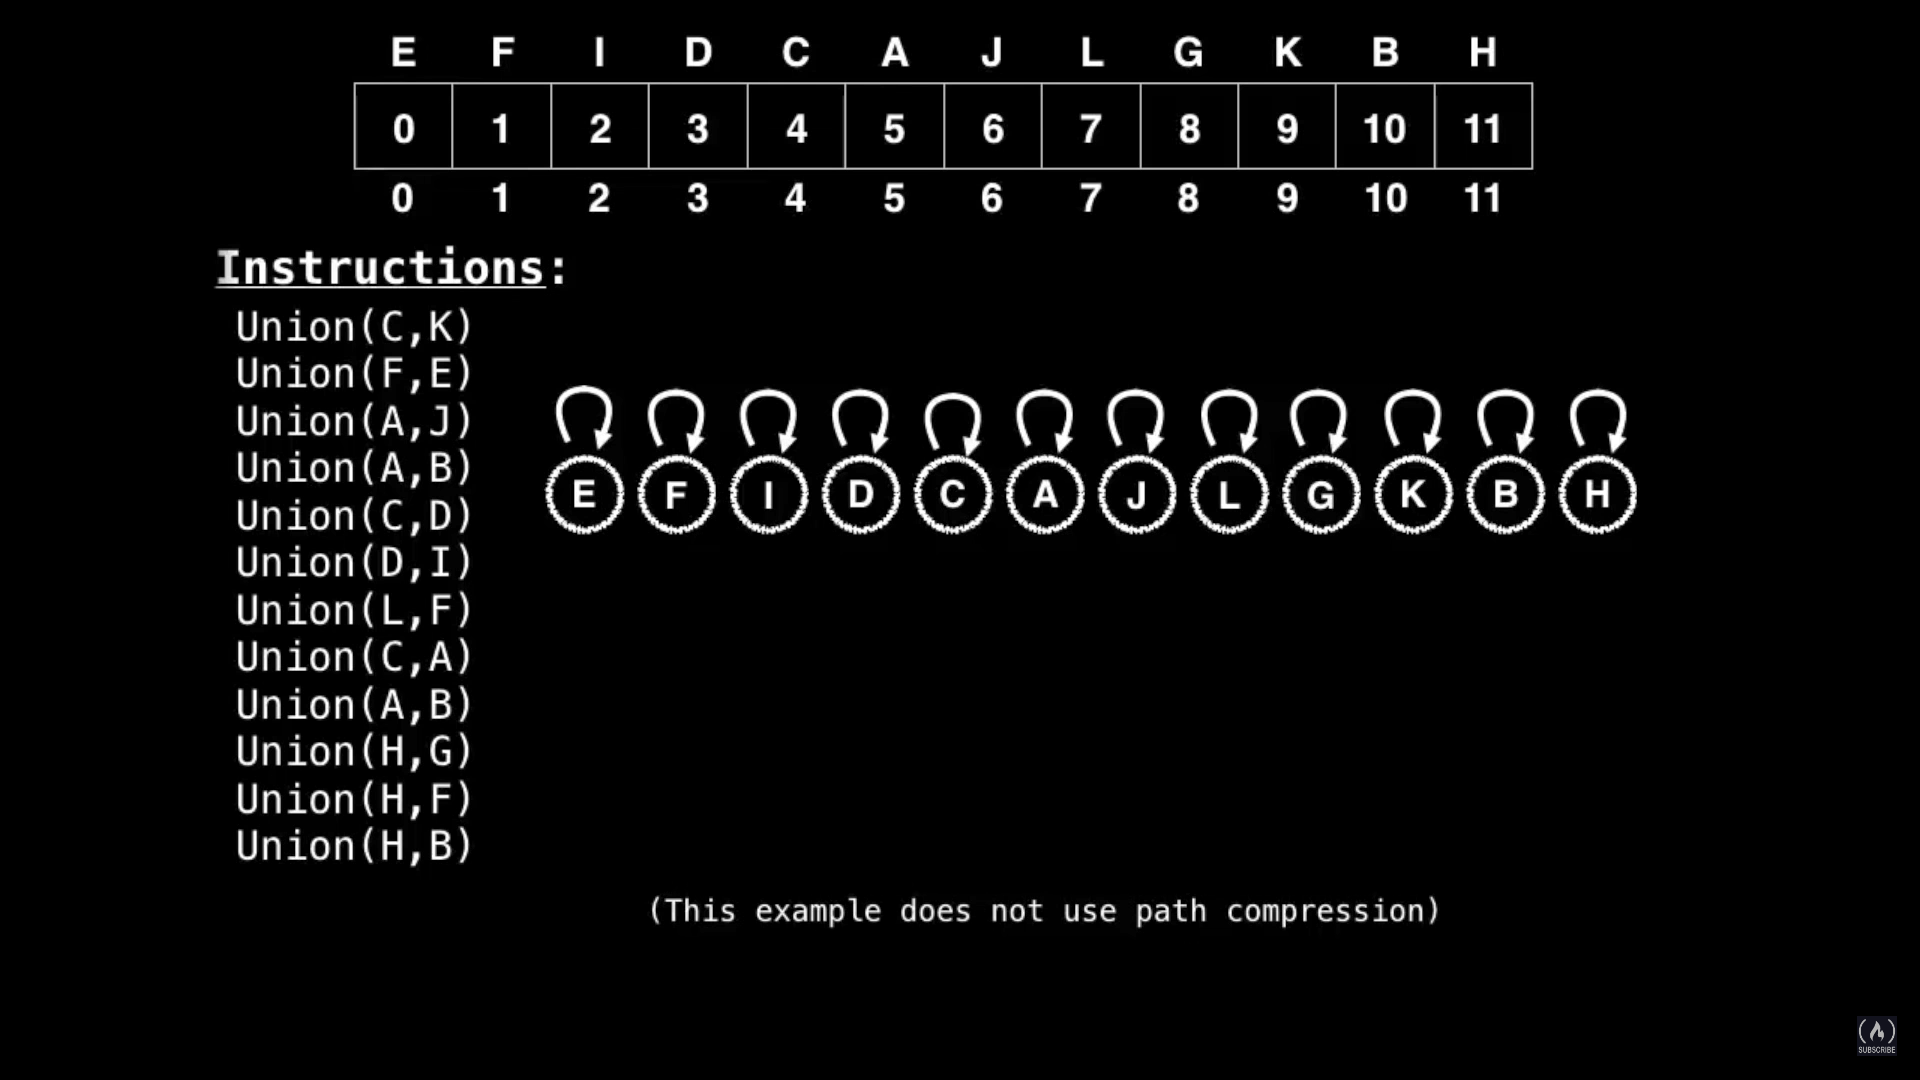 E F I D C A J L G K B H
0 1 2 3 4 5 6 7 8 9 10 11
0 1 2 3 4 5 6 7 8 9 10 11
Instructions:
Union(C,K)
Union(F,E)
Union(A,J)
Union(A,B)
Union(C,D)
Union(D,I)
Union(L,F)
Union(C,A)
Union(A,B)
Union(H,G)
Union(H,F)
Union(H,B)
E F I D C A J L G K B H
(This example does not use path compression)
SUBSCRIBE